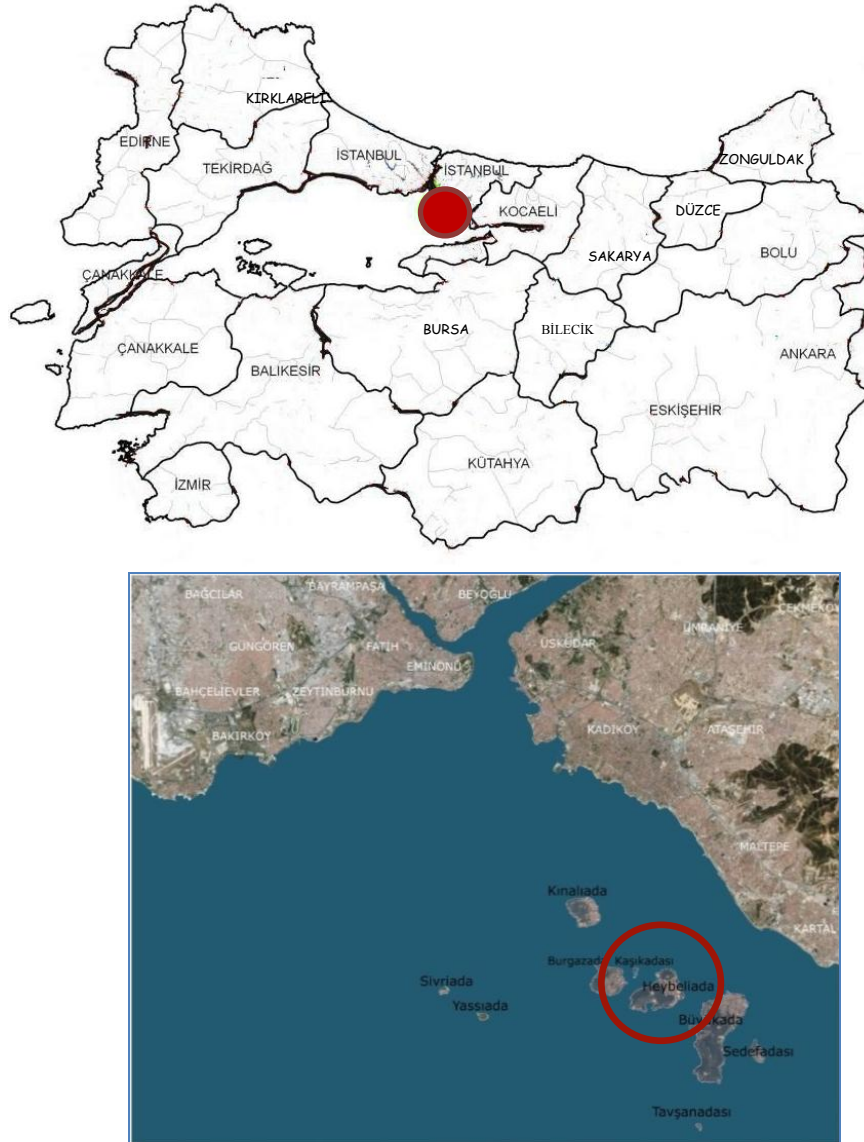 KIRKLARELİ
EDİRNE
TEKİRDAĞ
İSTANBUL
İSTANBUL
ZONGULDAK
KOCAELİ
DÜZCE
SAKARYA
BOLU
ÇANAKKALE
ÇANAKKALE
BURSA
BİLECİK
ANKARA
BALIKESİR
ESKİŞEHİR
KÜTAHYA
İZMİR
BAĞCILAR
BAYRAMPAŞA
BEYOĞLU
ÇEKMEKÖY
GÜNGÖREN
FATİH
EMİNÖNÜ
ÜSKÜDAR
ÜMRANİYE
BAHÇELİEVLER
ZEYTİNBURNU
BAKIRKÖY
KADIKÖY
ATAŞEHİR
MALTEPE
KARTAL
Kınalıada
Burgazada
Kaşıkadası
Sivriada
Heybeliada
Yassıada
Büyükada
Sedefadası
Tavşanadası